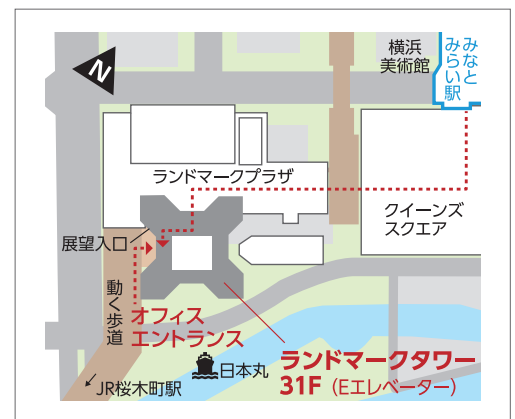 N
横浜
美術館
みなと
みらい駅
ランドマークプラザ
クイーンズ
スクエア
展望入口
動く歩道
オフィス
エントランス
ランドマークタワー
31F（Eエレベーター）
日本丸
JR桜木町駅